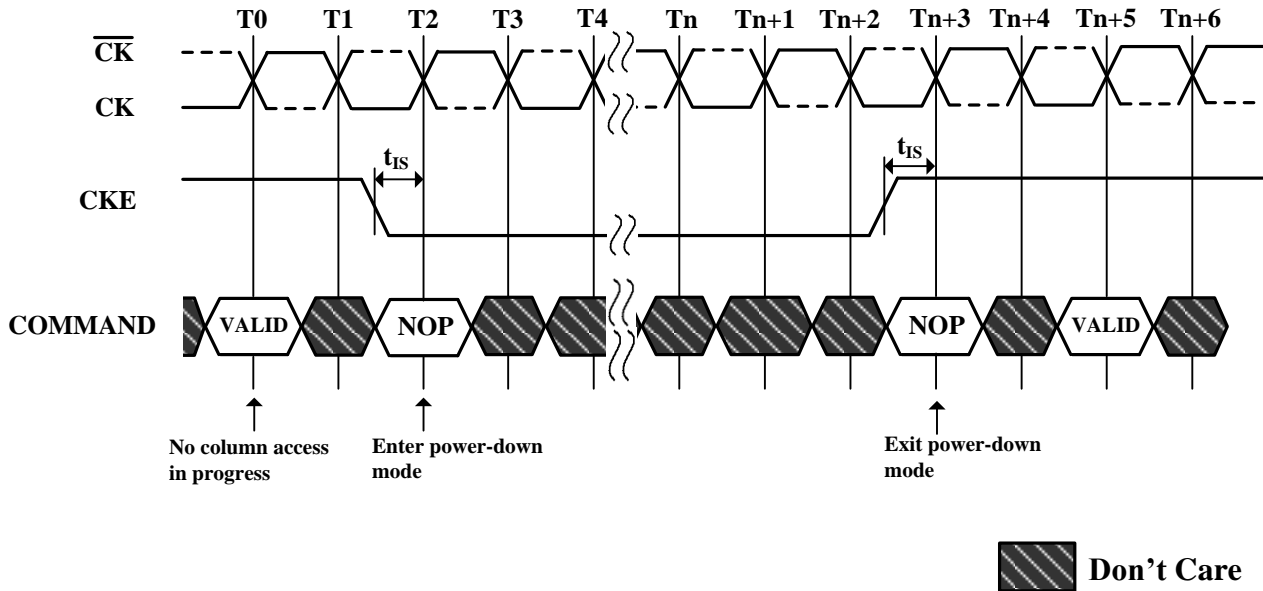 T0 T1 T2 T3 T4 Tn Tn+1 Tn+2 Tn+3 Tn+4 Tn+5 Tn+6
CK
CK
tIS tIS
CKE
COMMAND VALID NOP NOP VALID
No column access
in progress
Enter power-down
mode
Exit power-down
mode
Don't Care